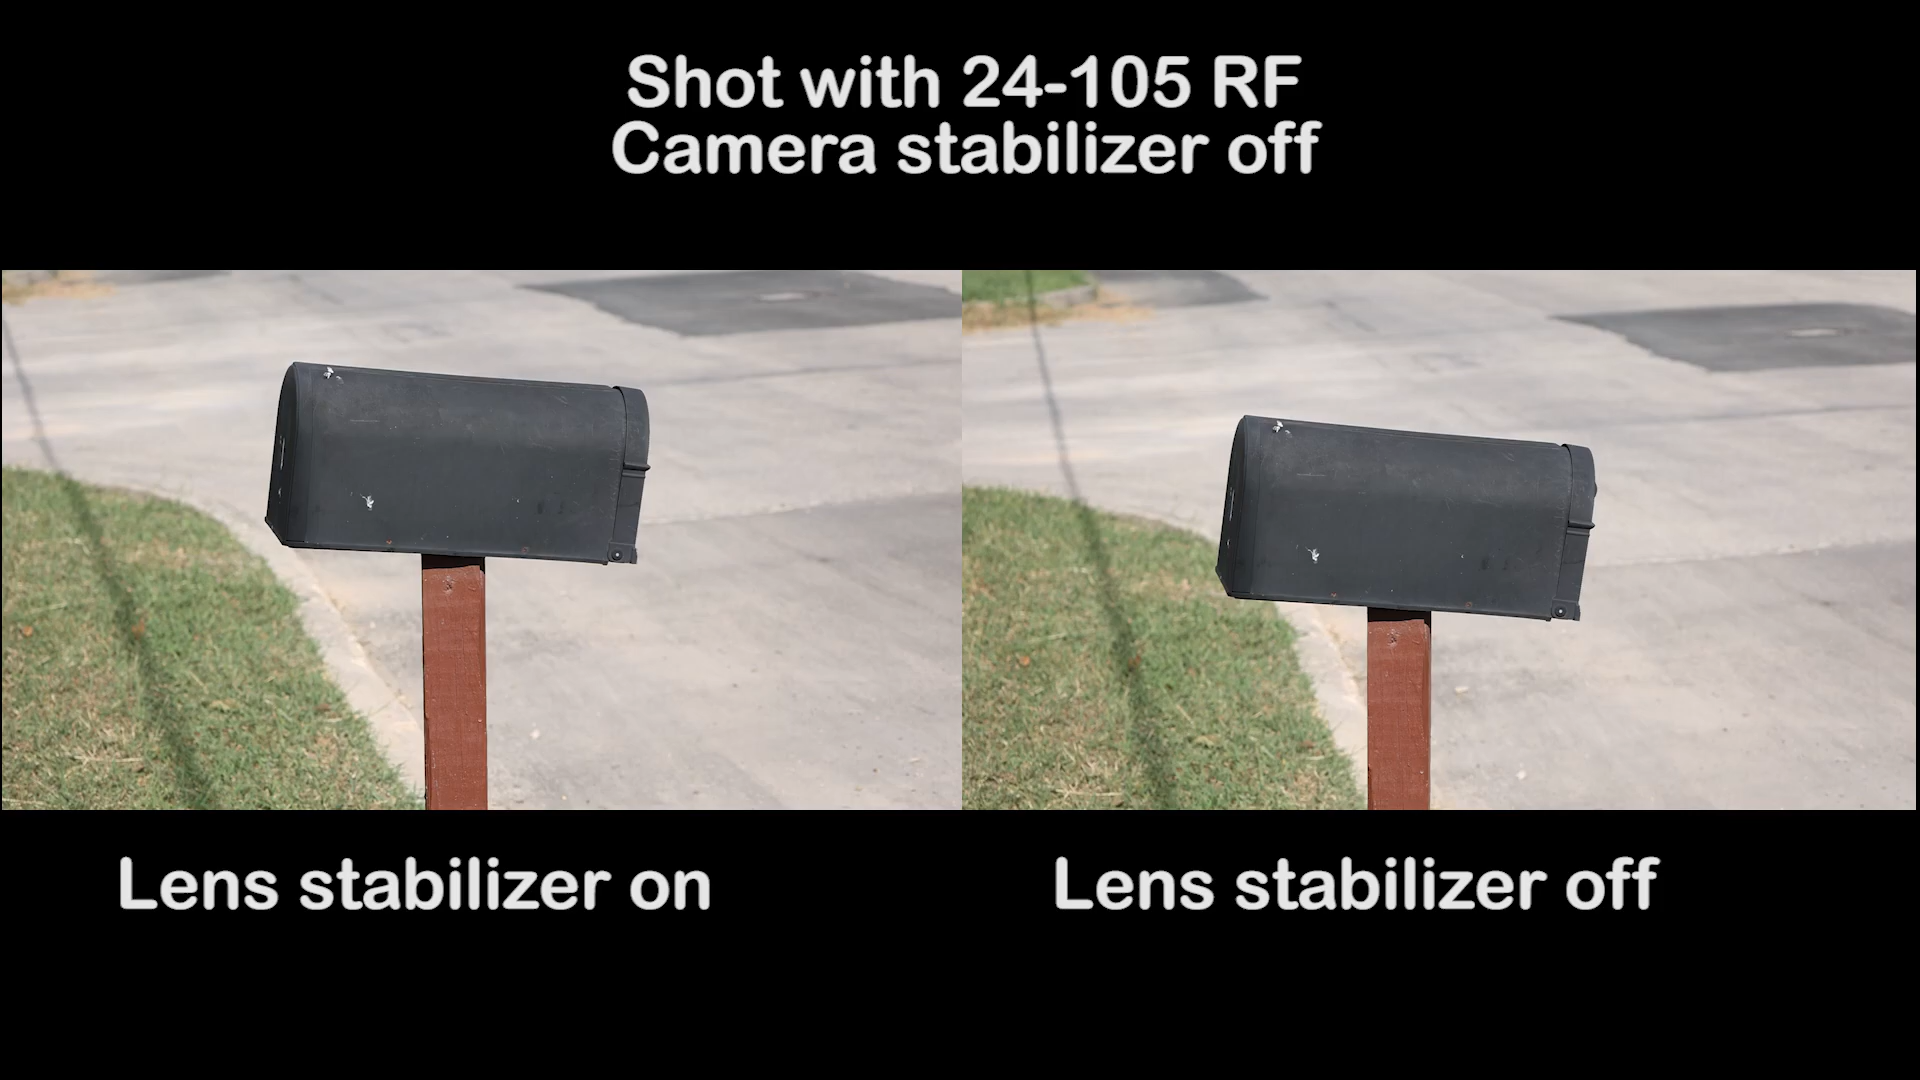 Shot with 24-105 RF
Camera stabilizer off
Lens stabilizer on
Lens stabilizer off